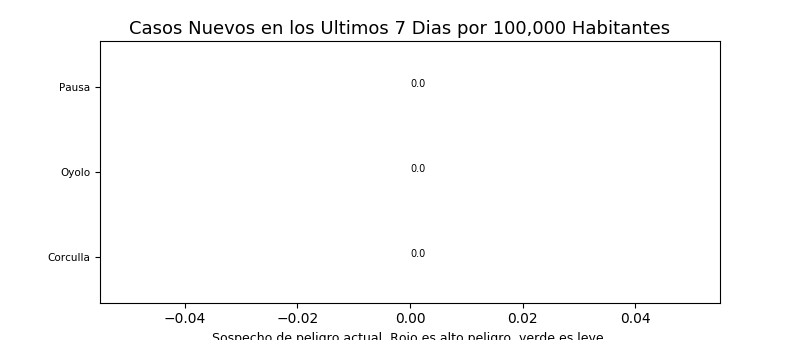 Casos Nuevos en los Ultimos 7 Dias por 100,000 Habitantes
Pausa
0.0
Oyolo
0.0
Corculla
0.0
−0.04 −0.02 0.00 0.02 0.04
Sospecho de peligro actual. Rojo es alto peligro, verde es leve